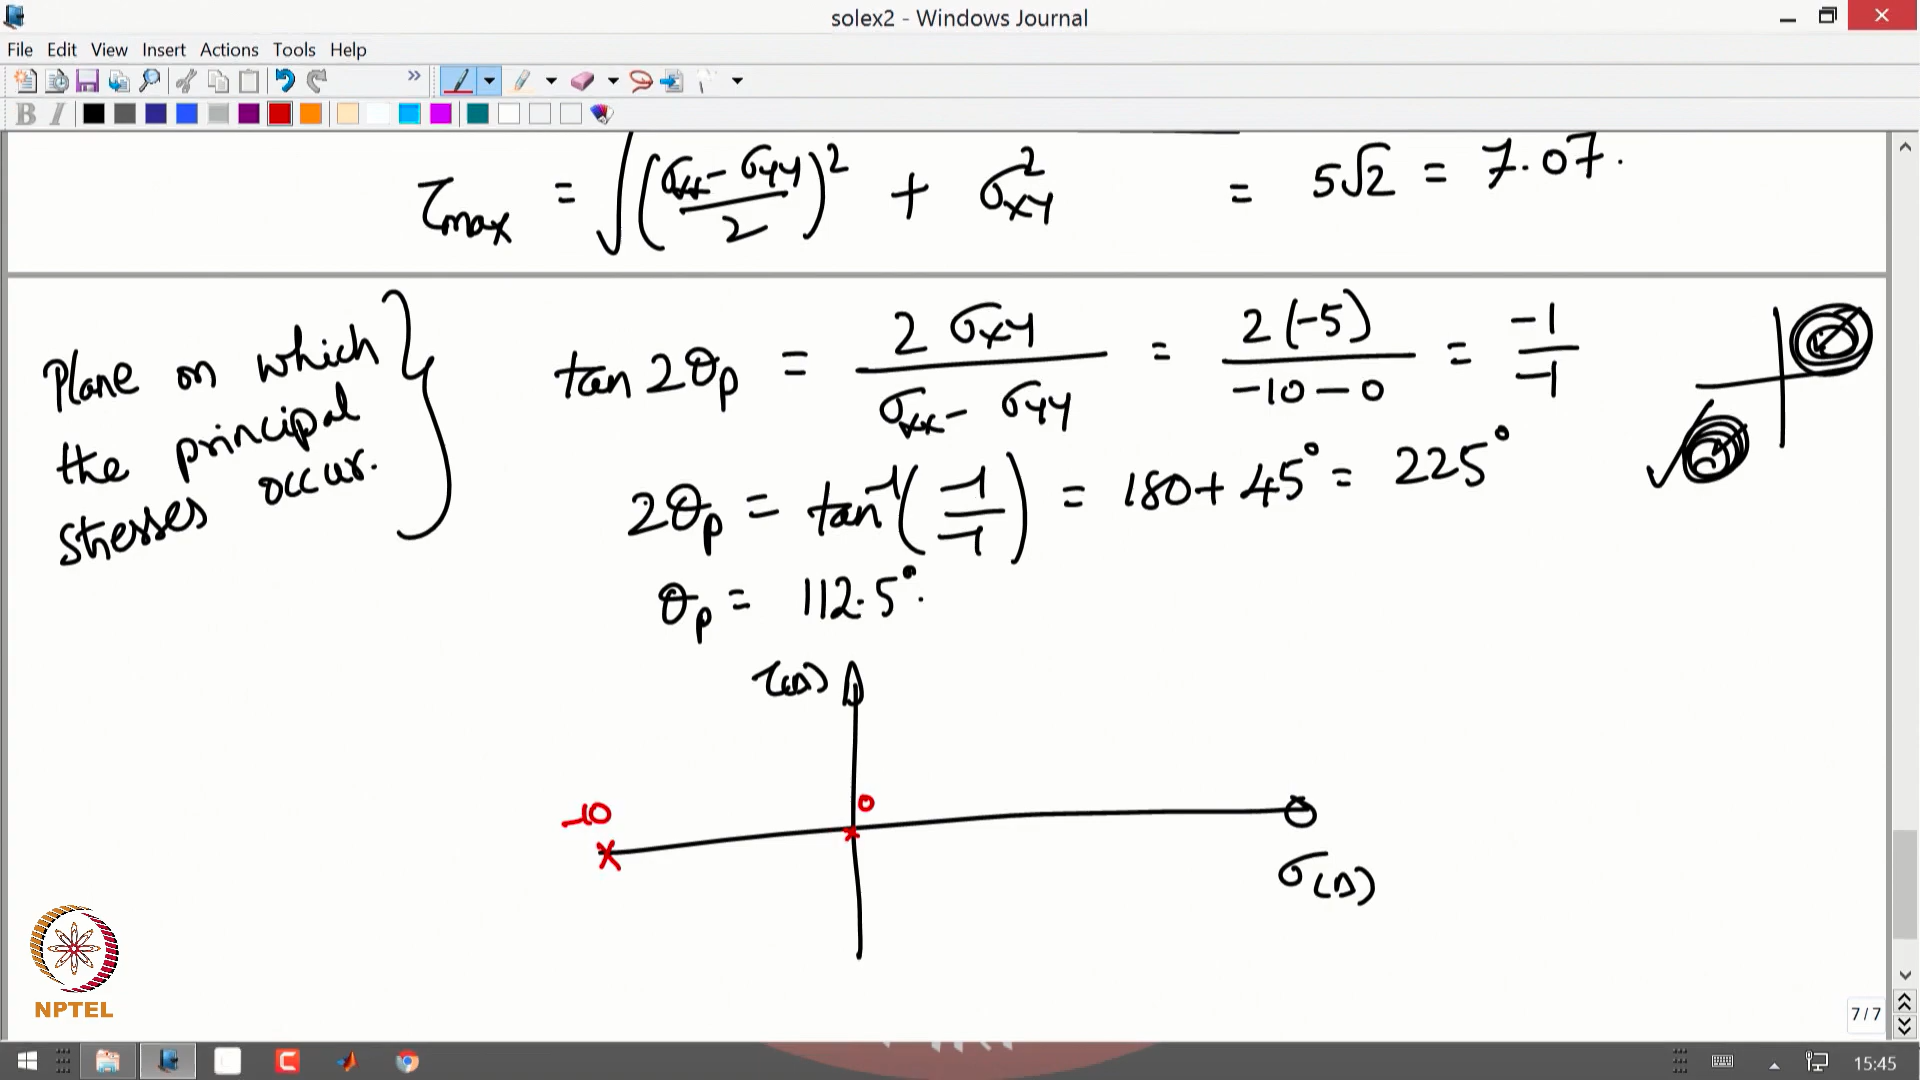 solex2 - Windows Journal
File Edit View Insert Actions Tools Help
B I
τmax = √((σxx - σyy)/2)² + σ²xy = 5√2 = 7.07.
Plane on which
the principal
stresses occur.
tan 2θp = 2 σxy / (σxx - σyy) = 2(-5) / (-10-0) = -1/-1
2θp = tan⁻¹(-1/-1) = 180+45° = 225°
θp = 112.5°.
-10
0
7/7
NPTEL
15:45